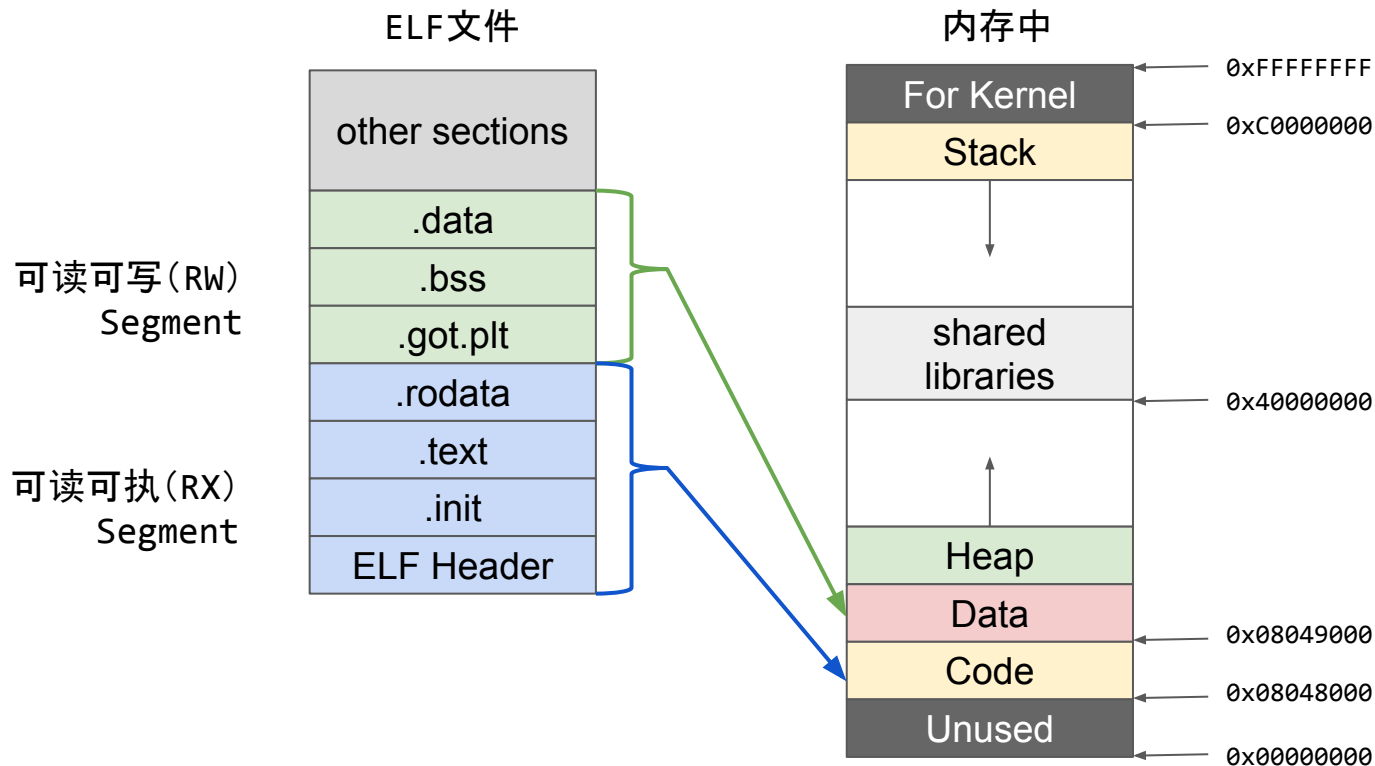 ELF文件
other sections
.data
.bss
.got.plt
.rodata
.text
.init
ELF Header
可读可写(RW)
Segment
可读可执(RX)
Segment
内存中
For Kernel
Stack
shared
libraries
Heap
Data
Code
Unused
0xFFFFFFFF
0xC0000000
0x40000000
0x08049000
0x08048000
0x00000000